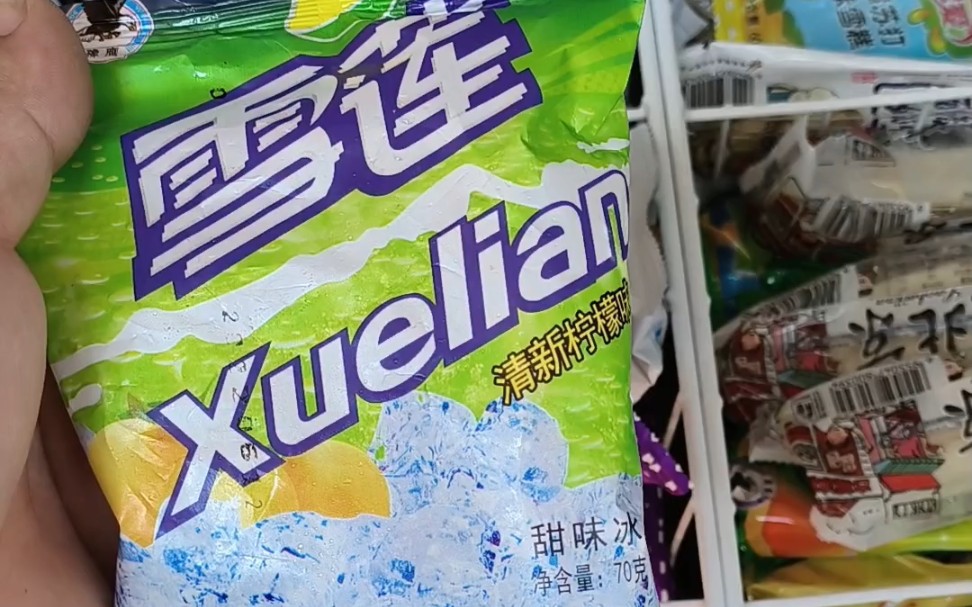 雪莲
Xuelian
清新柠檬味
甜味冰
净含量：70克